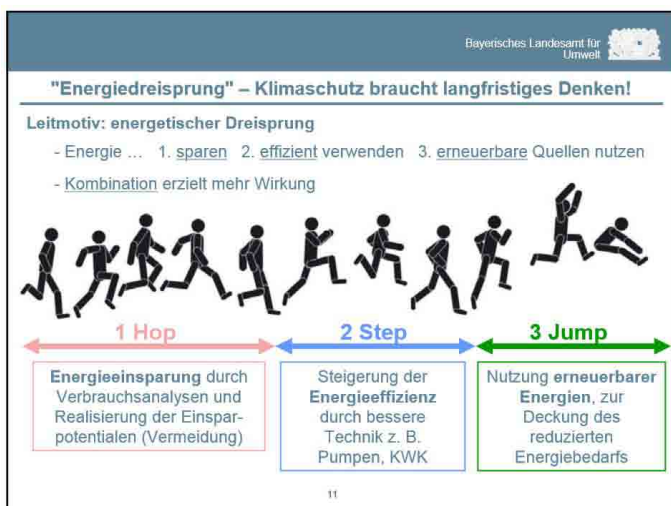 Bayerisches Landesamt für
Umwelt
"Energiedreisprung" – Klimaschutz braucht langfristiges Denken!
Leitmotiv: energetischer Dreisprung
- Energie … 1. sparen 2. effizient verwenden 3. erneuerbare Quellen nutzen
- Kombination erzielt mehr Wirkung
1 Hop
2 Step
3 Jump
Energieeinsparung durch
Verbrauchsanalysen und
Realisierung der Einspar-
potentialen (Vermeidung)
Steigerung der
Energieeffizienz
durch bessere
Technik z. B.
Pumpen, KWK
Nutzung erneuerbarer
Energien, zur
Deckung des
reduzierten
Energiebedarfs
11